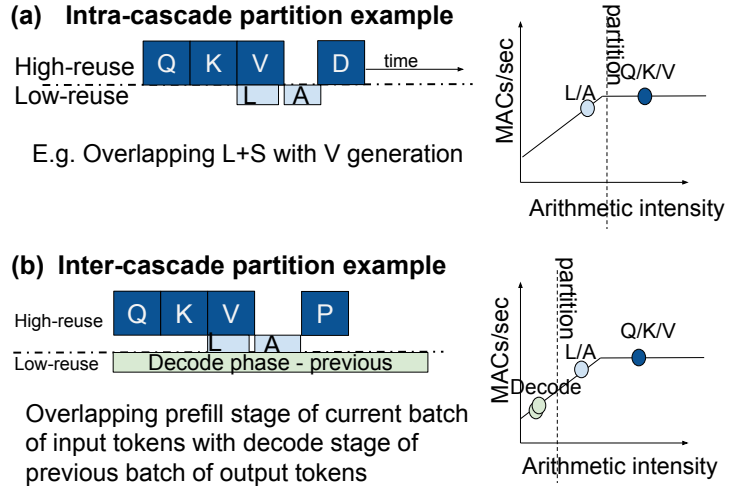 (a) Intra-cascade partition example
High-reuse
Q K V D
time
Low-reuse
L A
E.g. Overlapping L+S with V generation
MACs/sec
partition
L/A
Q/K/V
Arithmetic intensity
(b) Inter-cascade partition example
High-reuse
Q K V P
L A
Low-reuse
Decode phase - previous
Overlapping prefill stage of current batch
of input tokens with decode stage of
previous batch of output tokens
MACs/sec
partition
Q/K/V
L/A
Decode
Arithmetic intensity